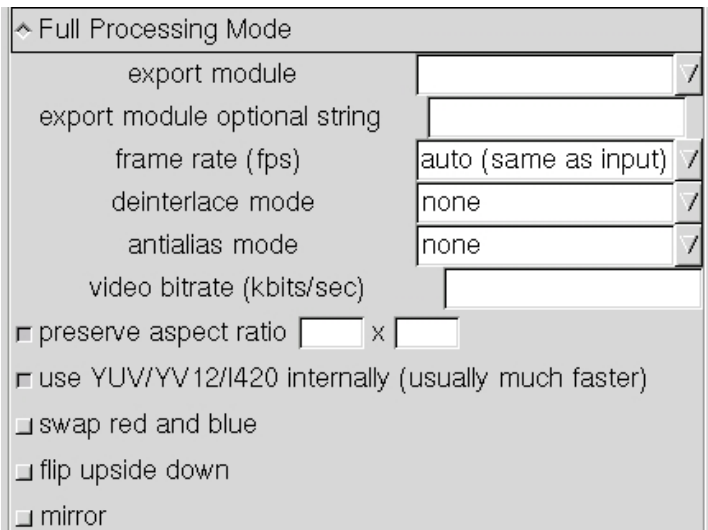 Full Processing Mode
export module
export module optional string
frame rate (fps) auto (same as input)
deinterlace mode none
antialias mode none
video bitrate (kbits/sec)
preserve aspect ratio x
use YUV/YV12/I420 internally (usually much faster)
swap red and blue
flip upside down
mirror